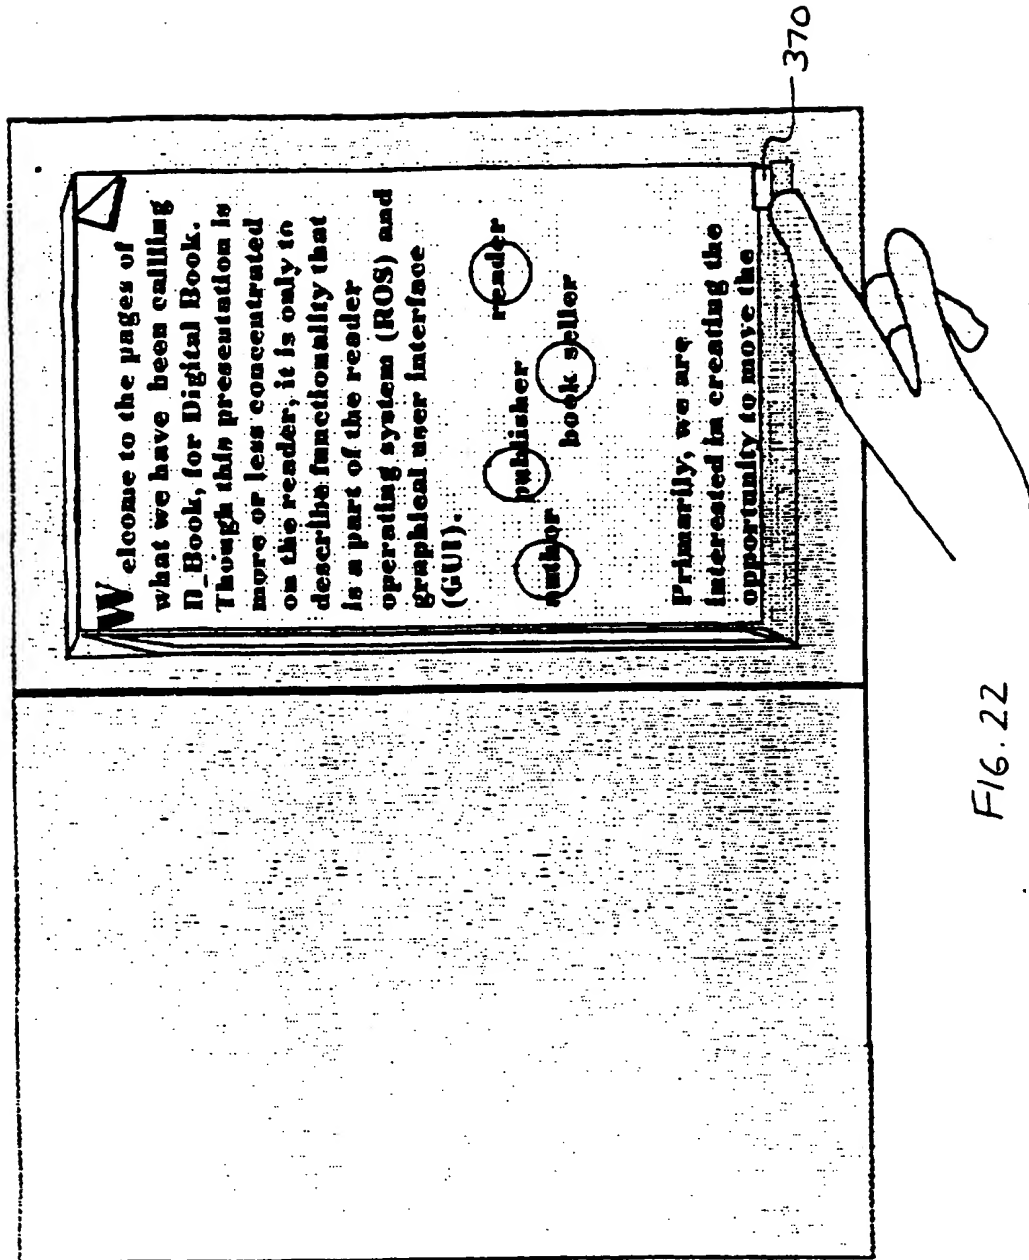 Welcome to the pages of
what we have been callling
D_Book, for Digital Book.
Though this presentation is
more or less concentrated
on the reader, it is only to
describe functionality that
is a part of the reader
operating system (ROS) and
graphical user interface
(GUI).
author
publisher
book seller
reader
Primarily, we are
interested in creating the
opportunity to move the
370
FIG. 22